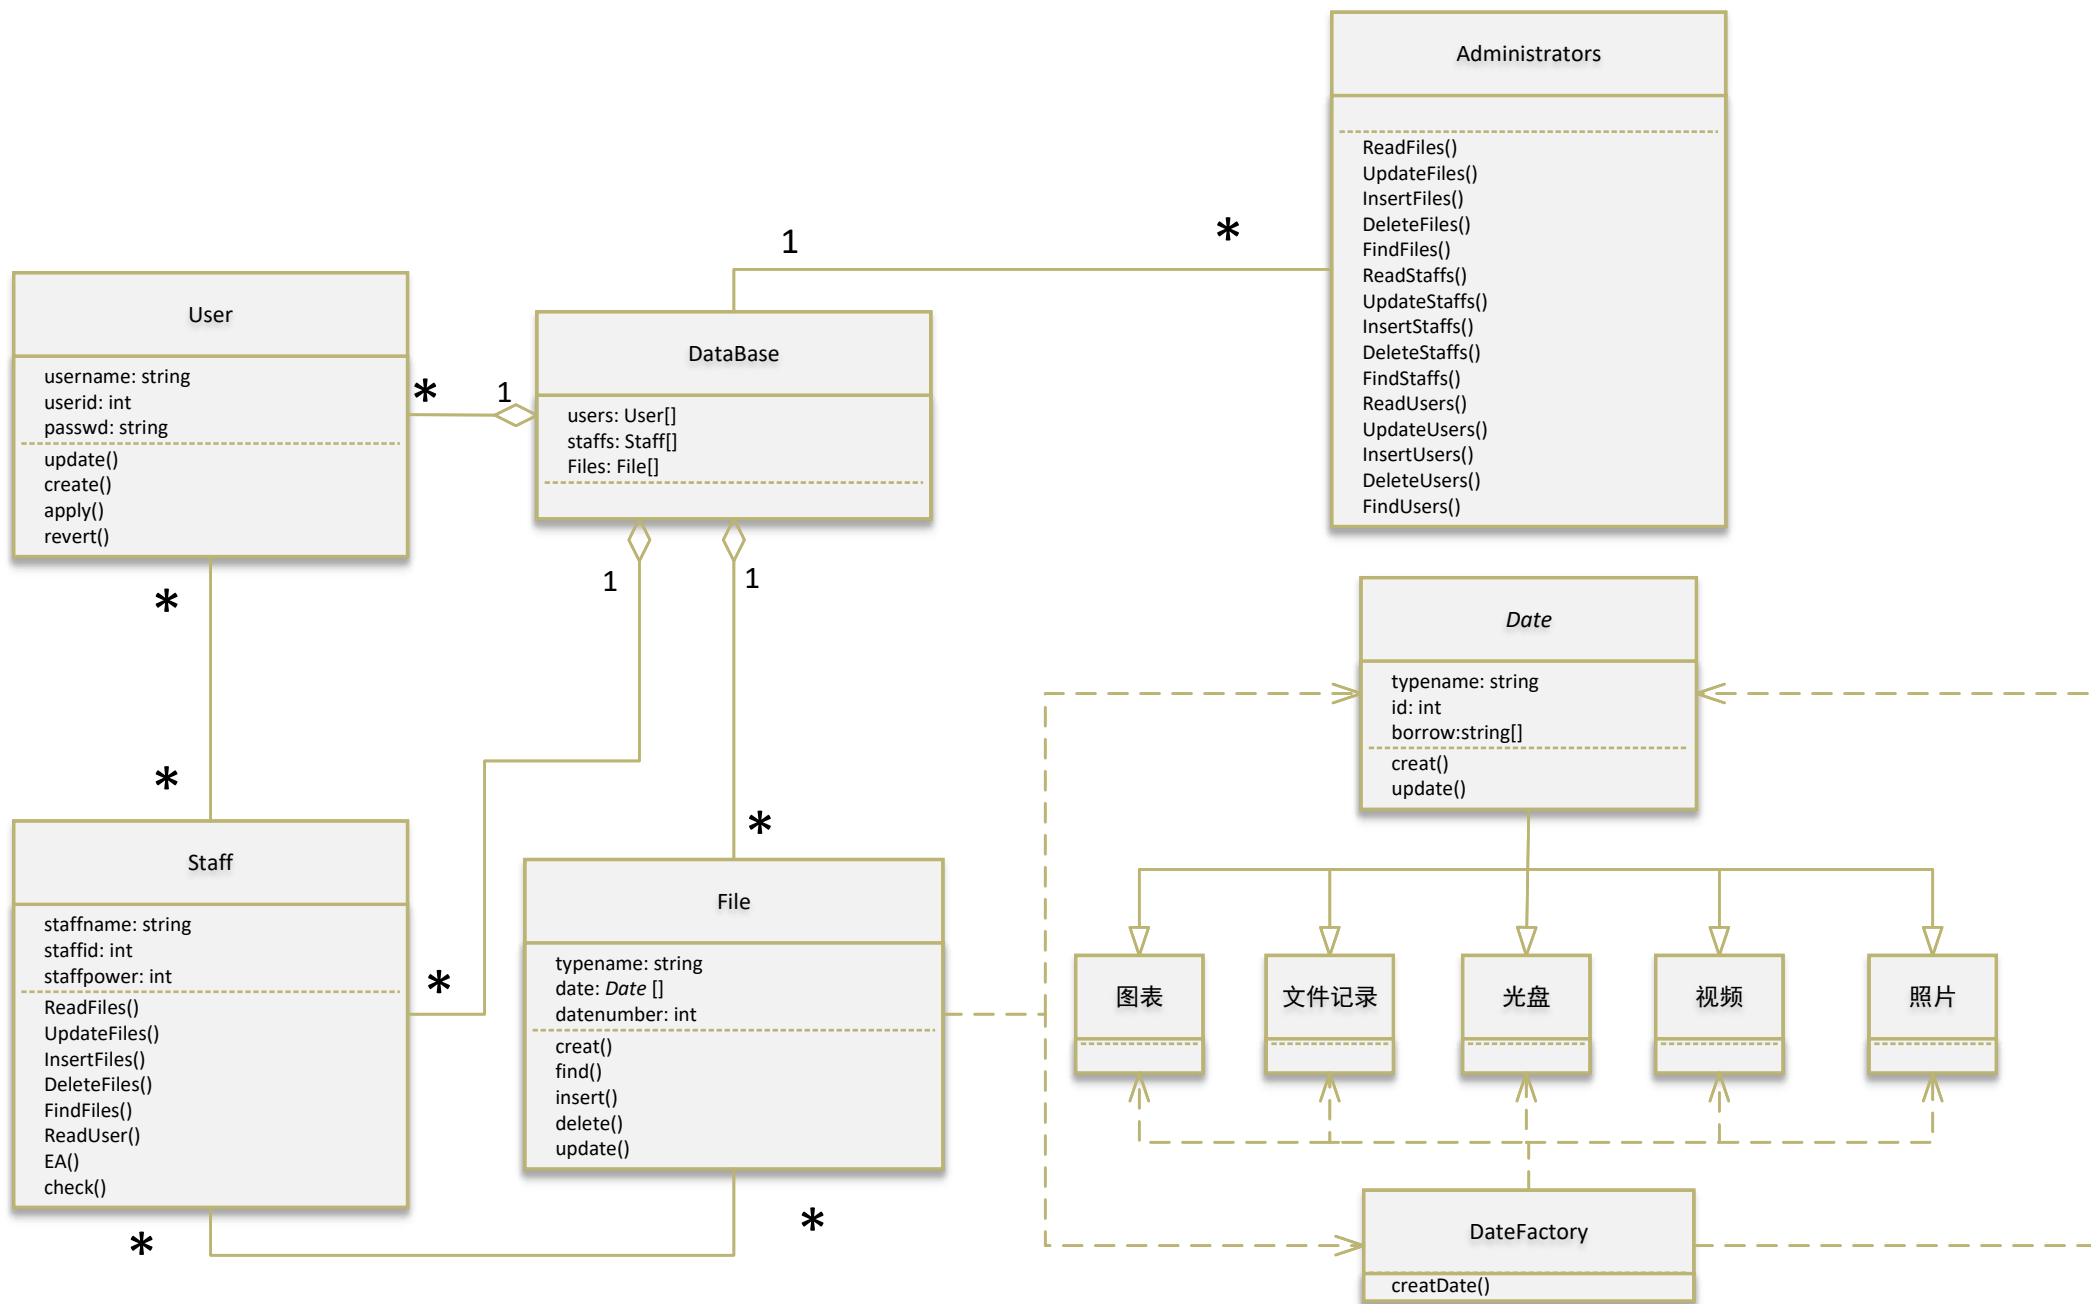 Administrators
ReadFiles()
UpdateFiles()
InsertFiles()
DeleteFiles()
FindFiles()
ReadStaffs()
UpdateStaffs()
InsertStaffs()
DeleteStaffs()
FindStaffs()
ReadUsers()
UpdateUsers()
InsertUsers()
DeleteUsers()
FindUsers()
1
*
User
username: string
userid: int
passwd: string
update()
create()
apply()
revert()
*
1
DataBase
users: User[]
staffs: Staff[]
Files: File[]
1
1
*
*
*
*
Staff
staffname: string
staffid: int
staffpower: int
ReadFiles()
UpdateFiles()
InsertFiles()
DeleteFiles()
FindFiles()
ReadUser()
EA()
check()
File
typename: string
date: Date []
datenumber: int
creat()
find()
insert()
delete()
update()
*
*
Date
typename: string
id: int
borrow:string[]
creat()
update()
图表
文件记录
光盘
视频
照片
DateFactory
creatDate()